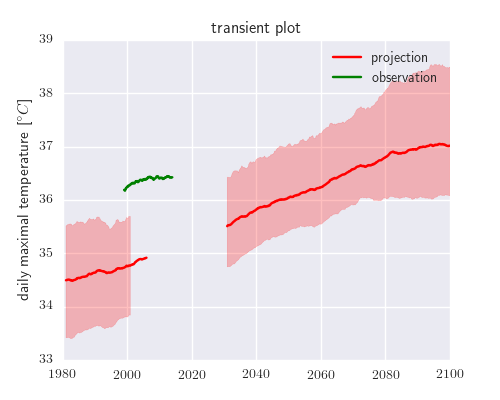 transient plot
projection
observation
daily maximal temperature [°C]
39
38
37
36
35
34
33
1980 2000 2020 2040 2060 2080 2100